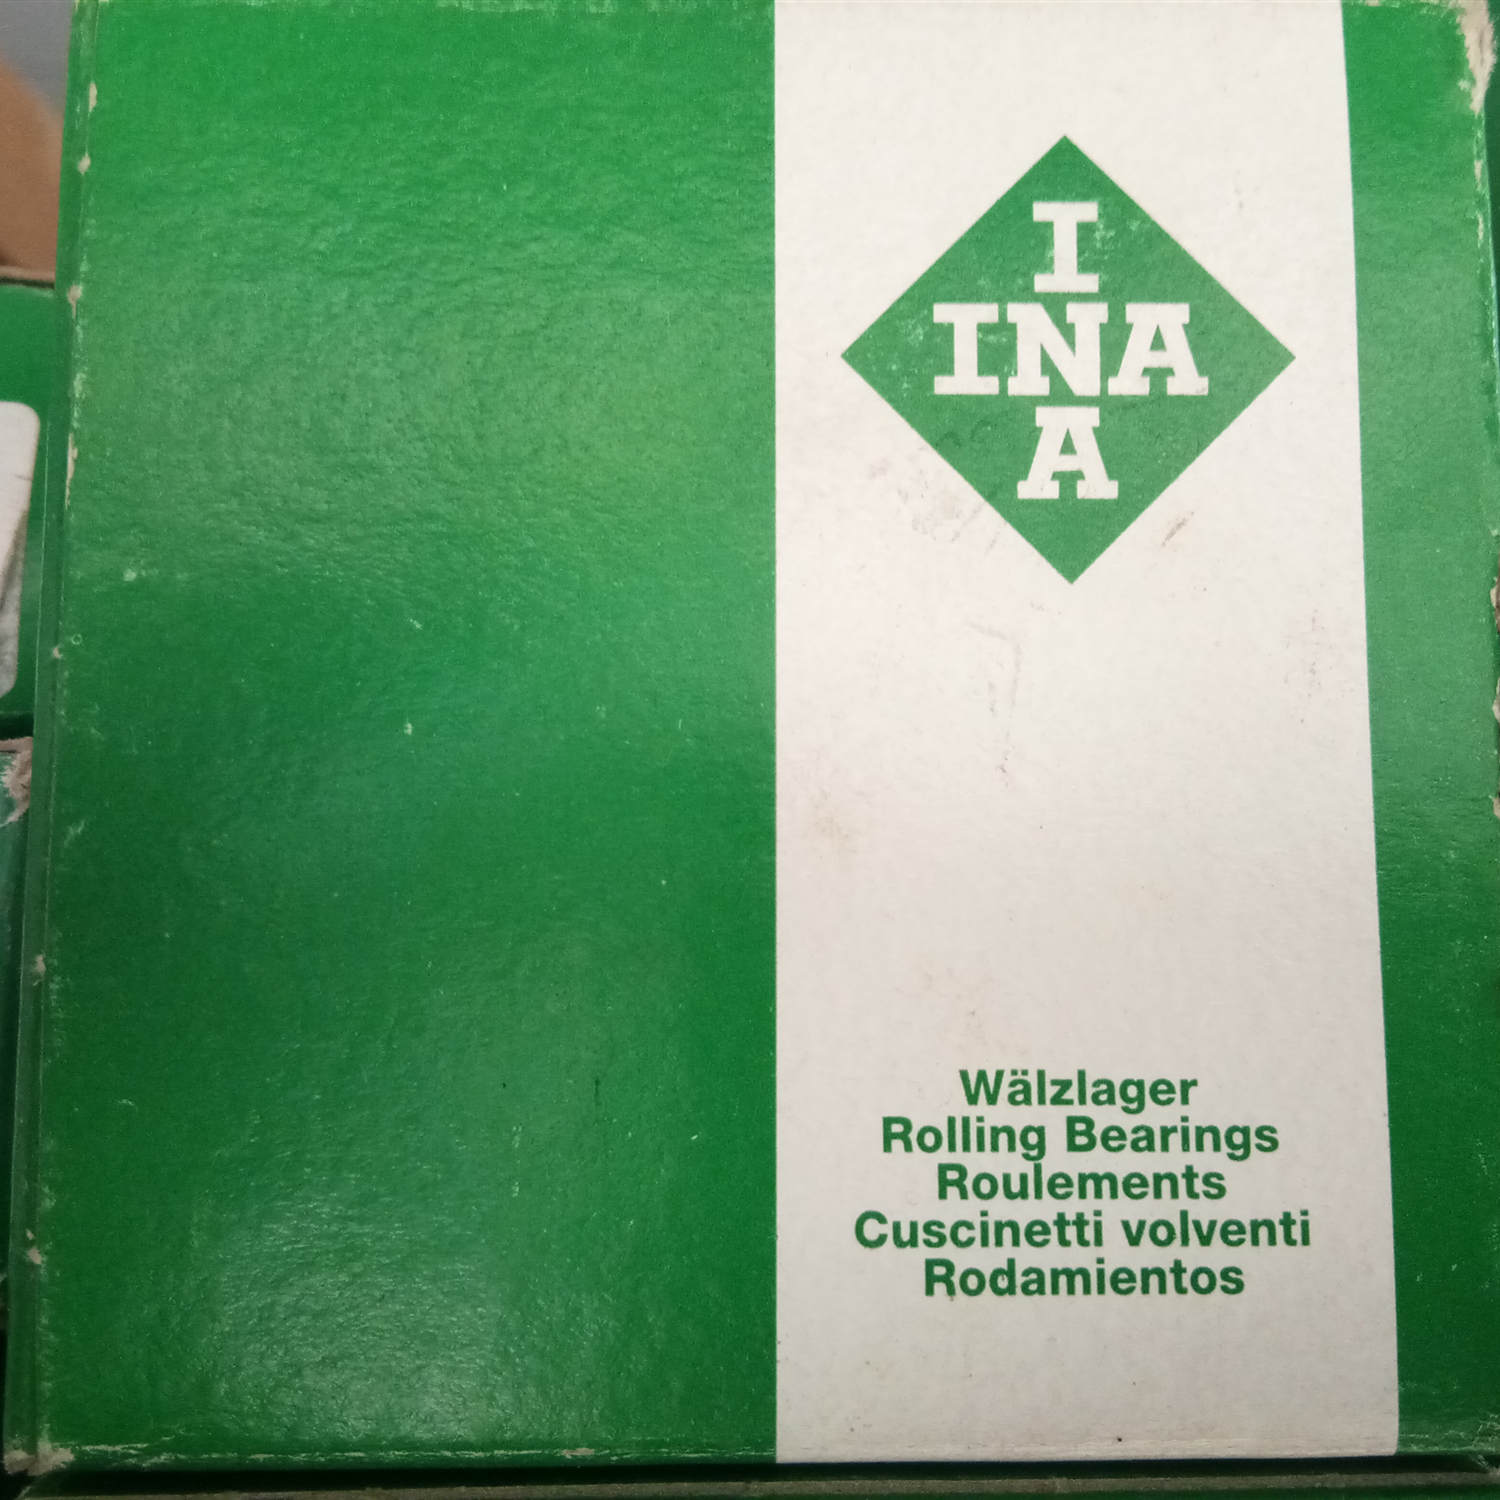 I
INA
A
Wälzlager
Rolling Bearings
Roulements
Cuscinetti volventi
Rodamientos